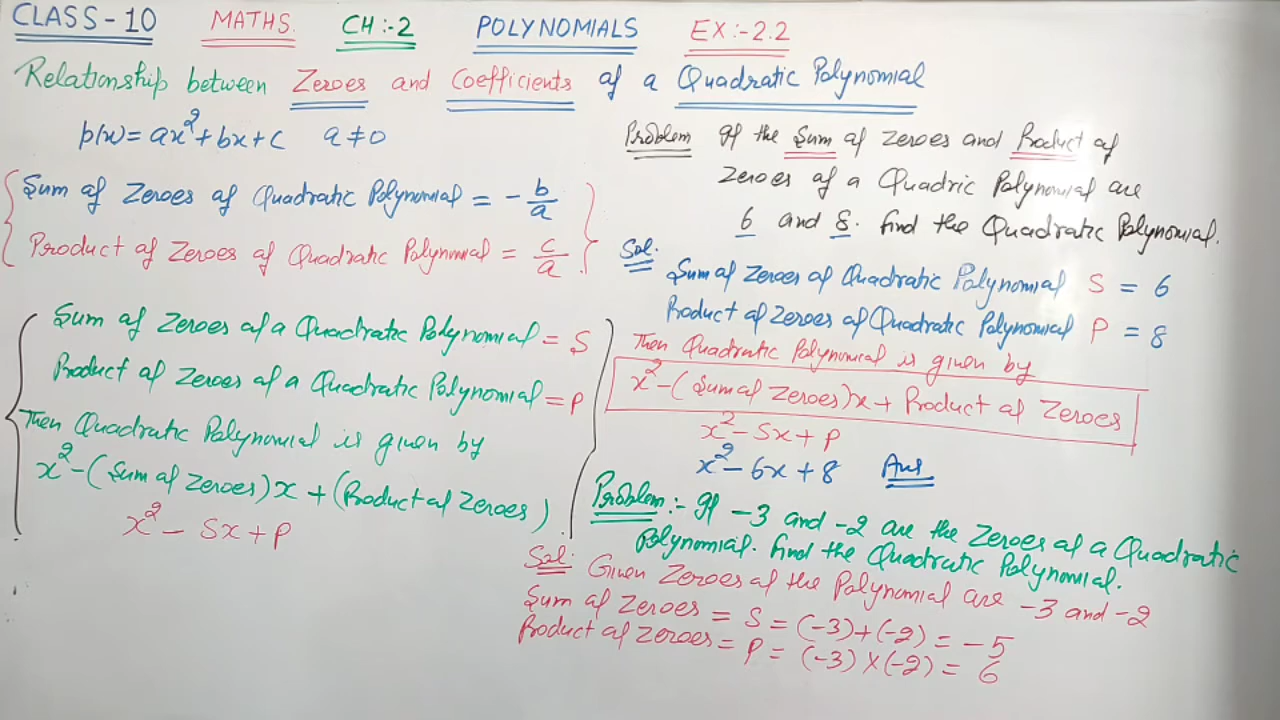 CLASS-10 MATHS. CH:-2 POLYNOMIALS EX:-2.2
Relationship between Zeroes and Coefficients of a Quadratic Polynomial
p(x) = ax²+bx+c a≠0
Sum of Zeroes of Quadratic Polynomial = -b/a
Product of Zeroes of Quadratic Polynomial = c/a
Sum of Zeroes of a Quadratic Polynomial = S
Product of Zeroes of a Quadratic Polynomial = P
Then Quadratic Polynomial is given by
x²-(Sum of Zeroes)x + (Product of Zeroes)
x² - Sx + P
Problem If the Sum of Zeroes and Product of
Zeroes of a Quadric Polynomial are
6 and 8. find the Quadratic Polynomial.
Sol:
Sum of Zeroes of Quadratic Polynomial S = 6
Product of Zeroes of Quadratic Polynomial P = 8
Then Quadratic Polynomial is given by
x²-(Sum of Zeroes)x + Product of Zeroes
x² - Sx + P
x² - 6x + 8 Ans
Problem:- If -3 and -2 are the Zeroes of a Quadratic
Polynomial. find the Quadratic Polynomial.
Sol: Given Zeroes of the Polynomial are -3 and -2
Sum of Zeroes = S = (-3)+(-2) = -5
Product of Zeroes = P = (-3)×(-2) = 6